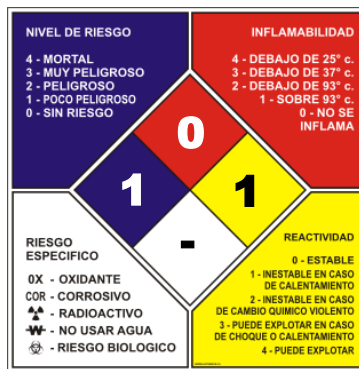 NIVEL DE RIESGO
4 - MORTAL
3 - MUY PELIGROSO
2 - PELIGROSO
1 - POCO PELIGROSO
0 - SIN RIESGO
INFLAMABILIDAD
4 - DEBAJO DE 25° c.
3 - DEBAJO DE 37° c.
2 - DEBAJO DE 93° c.
1 - SOBRE 93° c.
0 - NO SE
INFLAMA
0
1
1
-
RIESGO
ESPECIFICO
0X - OXIDANTE
COR - CORROSIVO
- RADIOACTIVO
W - NO USAR AGUA
- RIESGO BIOLOGICO
REACTIVIDAD
0 - ESTABLE
1 - INESTABLE EN CASO
DE CALENTAMIENTO
2 - INESTABLE EN CASO
DE CAMBIO QUIMICO VIOLENTO
3 - PUEDE EXPLOTAR EN CASO
DE CHOQUE O CALENTAMIENTO
4 - PUEDE EXPLOTAR